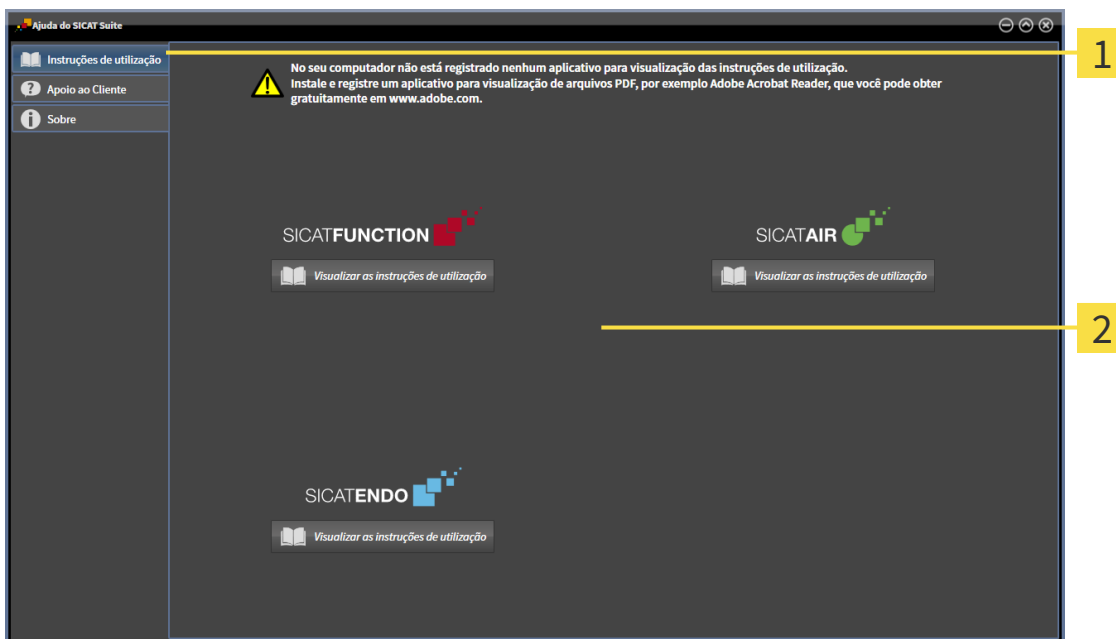 Ajuda do SICAT Suite
Instruções de utilização
1
Apoio ao Cliente
Sobre
No seu computador não está registrado nenhum aplicativo para visualização das instruções de utilização.
Instale e registre um aplicativo para visualização de arquivos PDF, por exemplo Adobe Acrobat Reader, que você pode obter
gratuitamente em www.adobe.com.
SICATFUNCTION
SICATAIR
Visualizar as instruções de utilização
Visualizar as instruções de utilização
2
SICATENDO
Visualizar as instruções de utilização